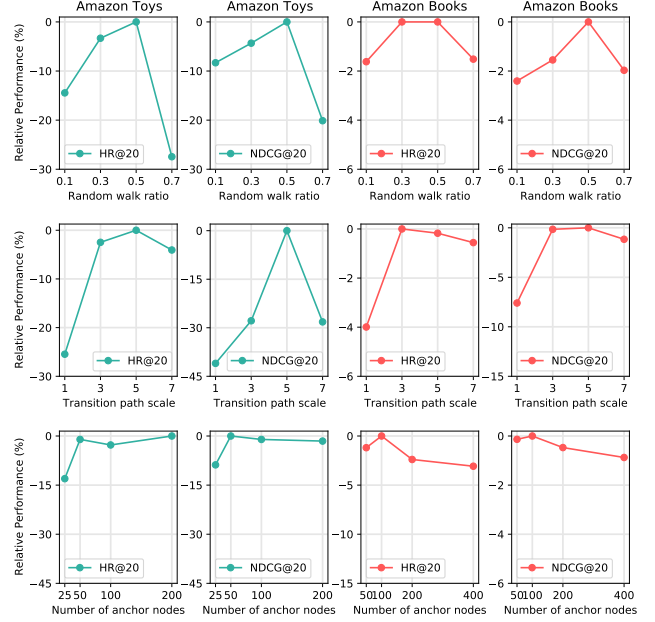 Amazon Toys
Amazon Toys
Amazon Books
Amazon Books
Relative Performance (%)
0
−10
−20
−30
HR@20
0.1 0.3 0.5 0.7
Random walk ratio
0
−10
−20
−30
NDCG@20
0.1 0.3 0.5 0.7
Random walk ratio
0
−2
−4
−6
HR@20
0.1 0.3 0.5 0.7
Random walk ratio
0
−2
−4
−6
NDCG@20
0.1 0.3 0.5 0.7
Random walk ratio
Relative Performance (%)
0
−10
−20
−30
HR@20
1 3 5 7
Transition path scale
0
−15
−30
−45
NDCG@20
1 3 5 7
Transition path scale
0
−2
−4
−6
HR@20
1 3 5 7
Transition path scale
0
−5
−10
−15
NDCG@20
1 3 5 7
Transition path scale
Relative Performance (%)
0
−15
−30
−45
HR@20
25 50 100 200
Number of anchor nodes
0
−15
−30
−45
NDCG@20
25 50 100 200
Number of anchor nodes
0
−5
−10
−15
HR@20
50 100 200 400
Number of anchor nodes
0
−2
−4
−6
NDCG@20
50 100 200 400
Number of anchor nodes